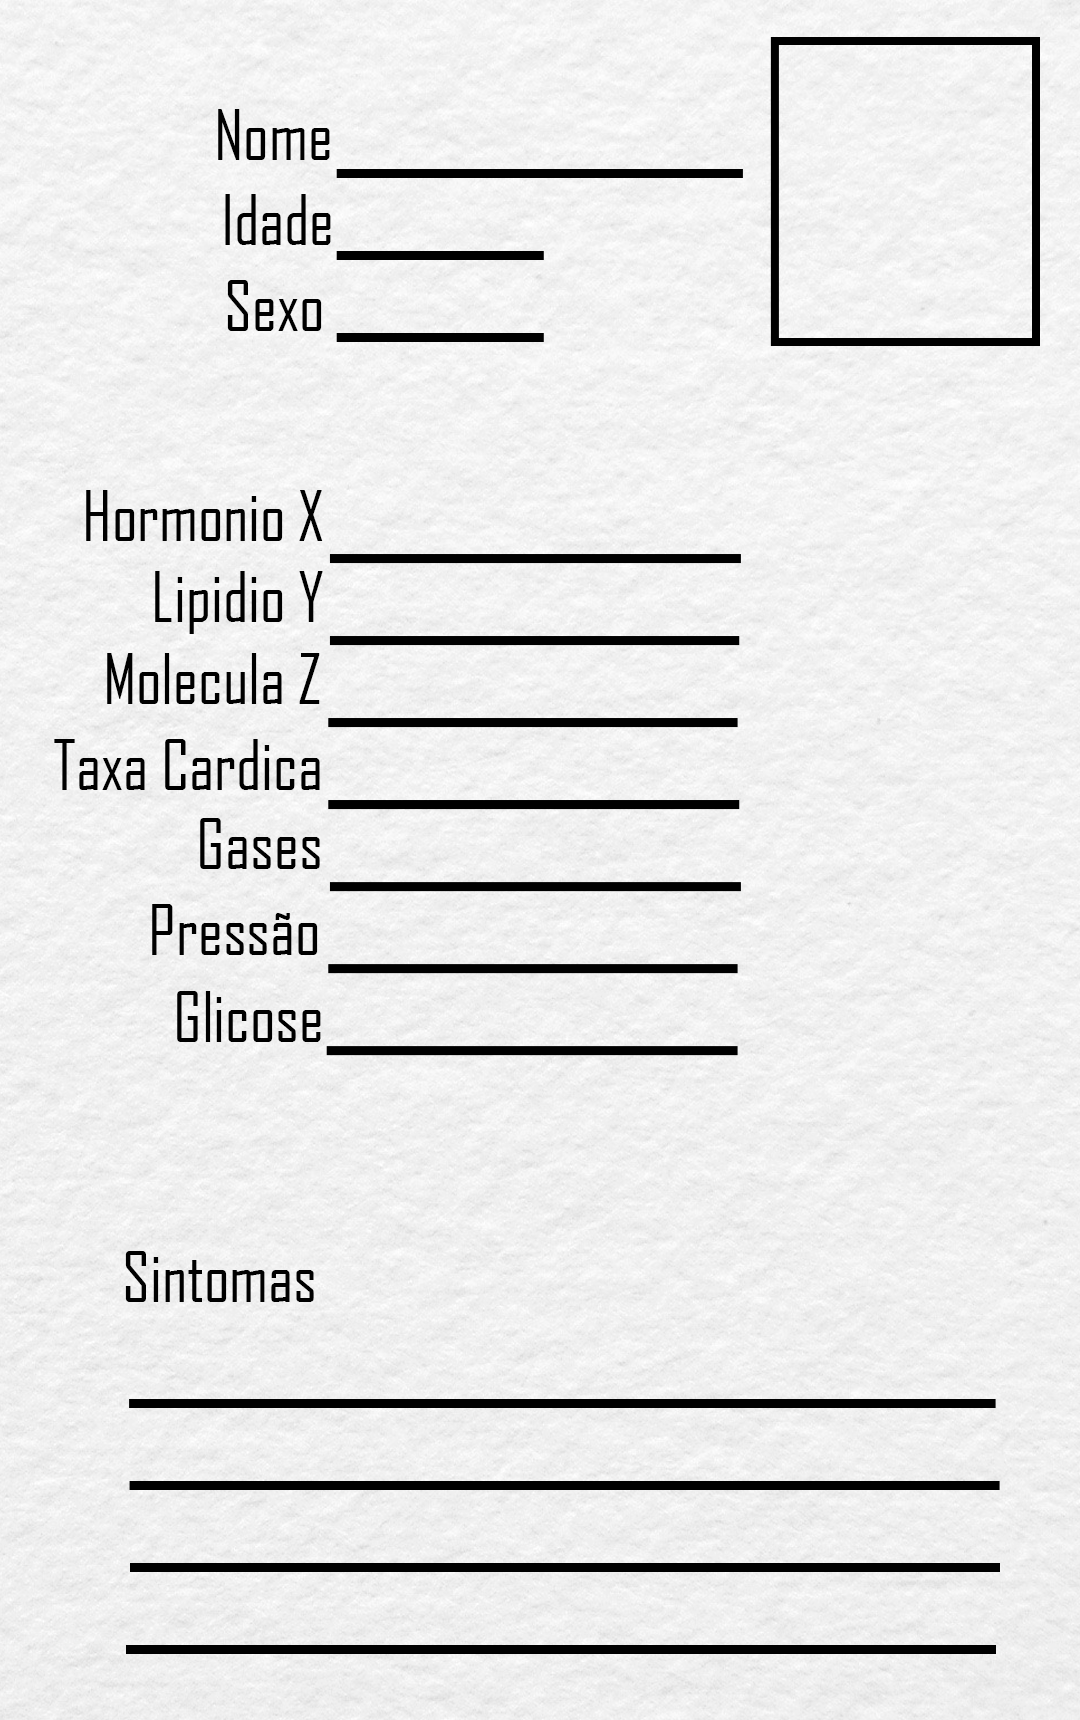 Nome
Idade
Sexo
Hormonio X
Lipidio Y
Molecula Z
Taxa Cardica
Gases
Pressão
Glicose
Sintomas